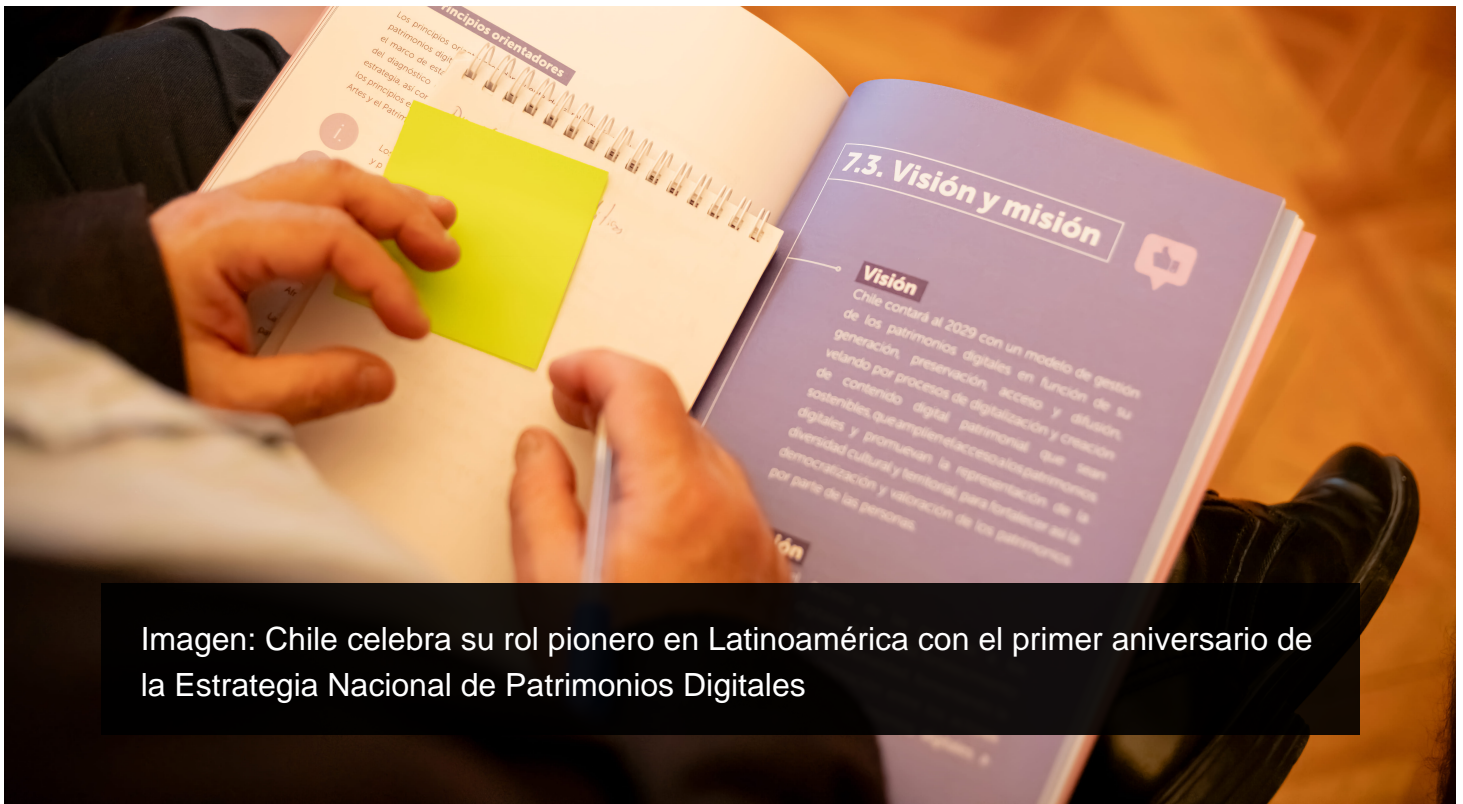 Principios orientadores
Los principios
patrimonios
el marco de
del diagnóstico
estrategia, así
los principios
Artes y el
i.
7.3. Visión y misión
Visión
Chile contará al 2029 con un modelo de gestión
de los patrimonios digitales en función de su
generación, preservación, acceso y difusión,
velando por procesos de digitalización y creación
de contenido digital patrimonial que sean
sostenibles, que amplíen el acceso a los patrimonios
digitales y promuevan la representación de la
diversidad cultural y territorial, para fortalecer así la
democratización y valoración de los patrimonios
por parte de las personas.
Imagen: Chile celebra su rol pionero en Latinoamérica con el primer aniversario de
la Estrategia Nacional de Patrimonios Digitales